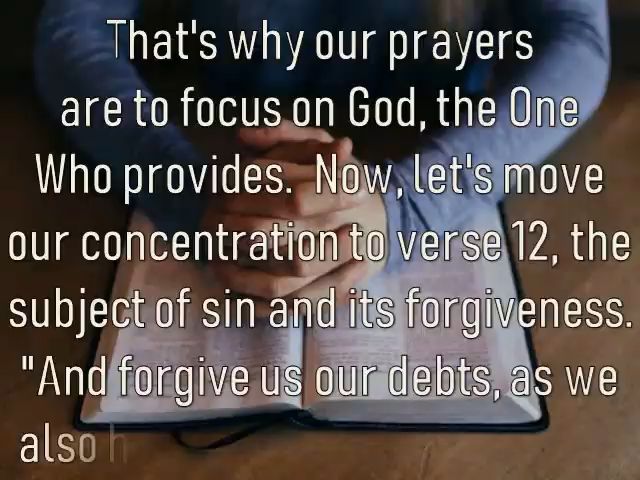 That's why our prayers
are to focus on God, the One
Who provides.  Now, let's move
our concentration to verse 12, the
subject of sin and its forgiveness.
"And forgive us our debts, as we
also h